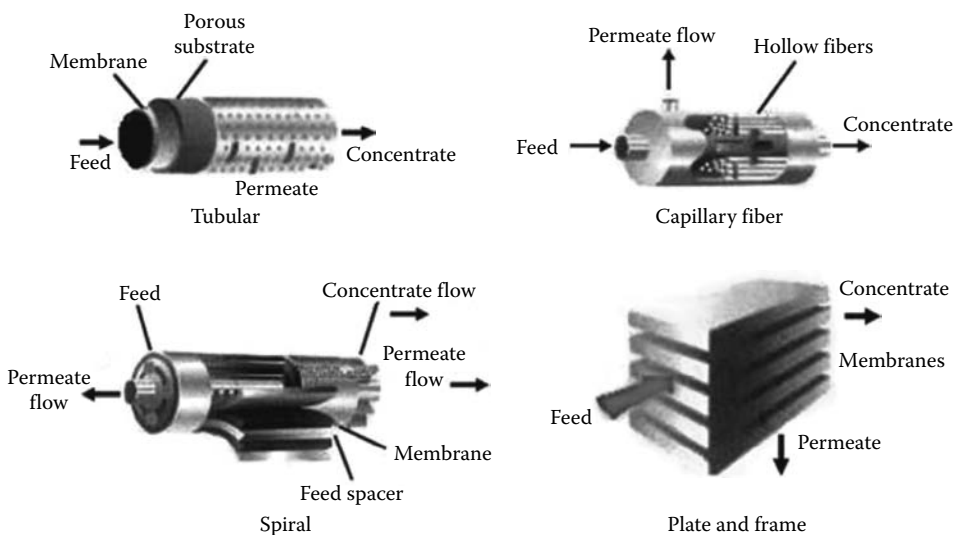 Porous
substrate
Membrane
Feed
Concentrate
Permeate
Tubular
Permeate flow
Hollow fibers
Feed
Concentrate
Capillary fiber
Feed
Concentrate flow
Permeate
flow
Permeate
flow
Membrane
Feed spacer
Spiral
Concentrate
Membranes
Feed
Permeate
Plate and frame